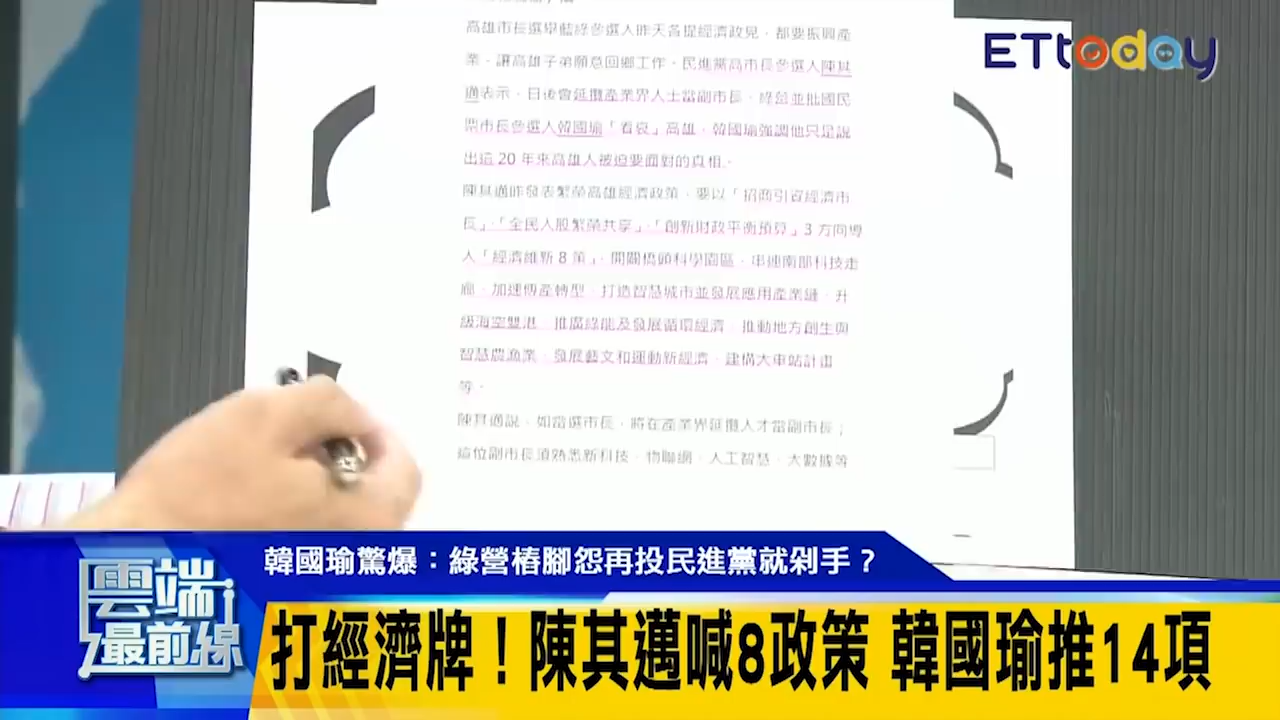 ETtoday
高雄市長選舉藍綠參選人昨天各提經濟政見，都要振興產
業，讓高雄子弟願意回鄉工作。民進黨高市長參選人陳其
邁表示，日後會延攬產業界人士當副市長，綠營並批國民
黨市長參選人韓國瑜「看衰」高雄，韓國瑜強調他只是說
出這 20 年來高雄人被迫要面對的真相。
陳其邁昨發表繁榮高雄經濟政策，要以「招商引資經濟市
長」、「全民入股繁榮共享」、「創新財政平衡預算」3 方向導
入「經濟維新 8 策」，開闢橋頭科學園區、串連南部科技走
廊，加速傳產轉型，打造智慧城市並發展應用產業鏈，升
級海空雙港，推廣綠能及發展循環經濟，推動地方創生與
智慧農漁業，發展藝文和運動新經濟，建構大車站計畫
等。
陳其邁說，如當選市長，將在產業界延攬人才當副市長；
這位副市長須熟悉新科技、物聯網、人工智慧、大數據等
韓國瑜驚爆：綠營樁腳怨再投民進黨就剁手？
雲端
最前線
打經濟牌！陳其邁喊8政策 韓國瑜推14項